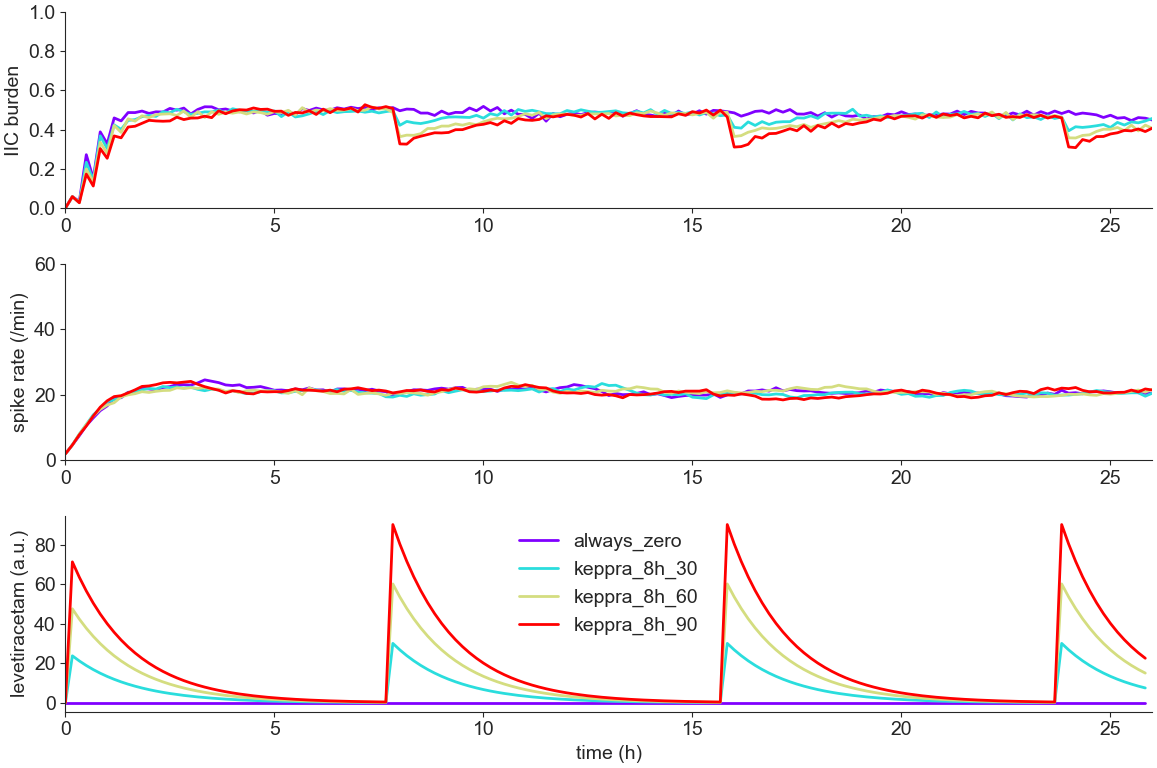 1.0
0.8
0.6
0.4
0.2
0.0
IIC burden
0 5 10 15 20 25
60
40
20
0
spike rate (/min)
0 5 10 15 20 25
80
60
40
20
0
levetiracetam (a.u.)
always_zero
keppra_8h_30
keppra_8h_60
keppra_8h_90
0 5 10 15 20 25
time (h)